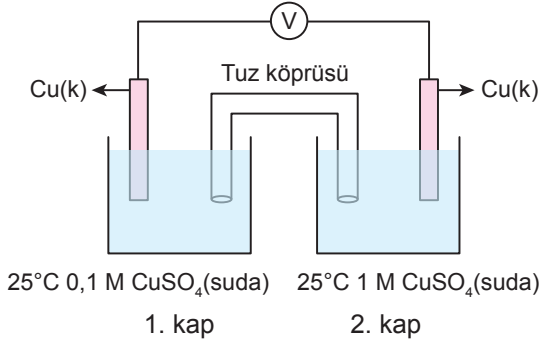 V
Tuz köprüsü
Cu(k) Cu(k)
25°C 0,1 M CuSO₄(suda) 25°C 1 M CuSO₄(suda)
1. kap 2. kap